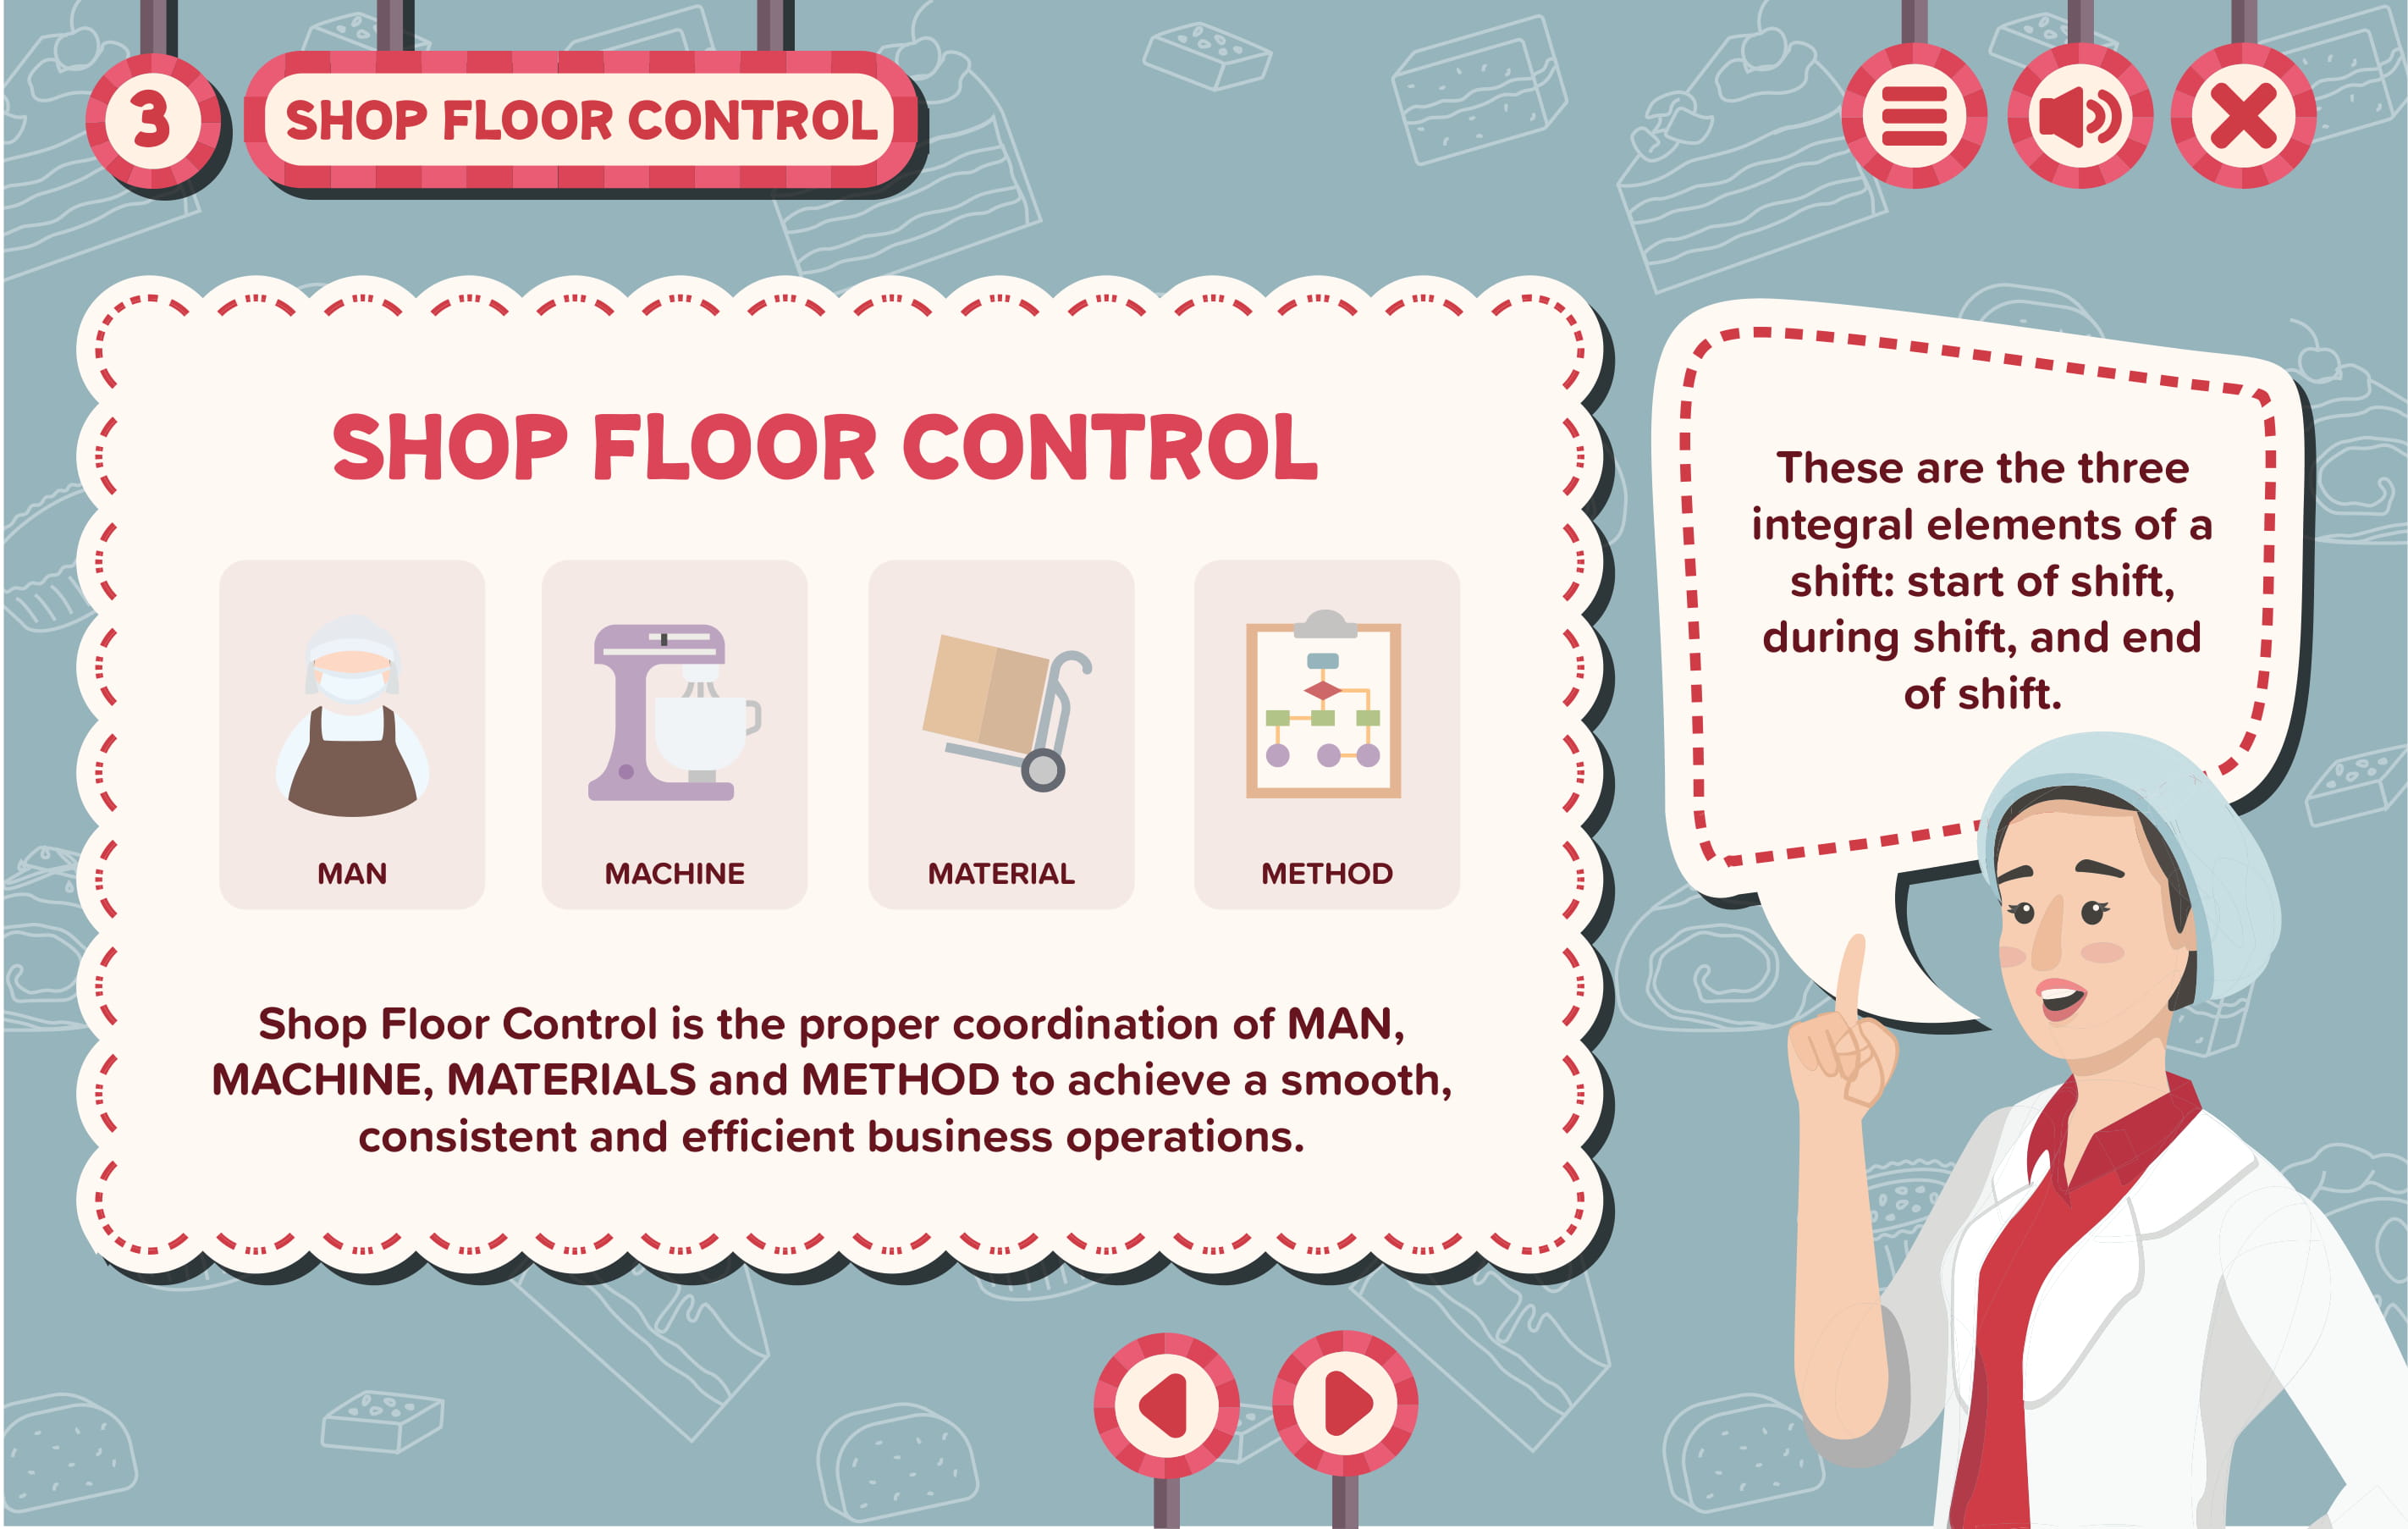 3
SHOP FLOOR CONTROL
SHOP FLOOR CONTROL
MAN
MACHINE
MATERIAL
METHOD
Shop Floor Control is the proper coordination of MAN,
MACHINE, MATERIALS and METHOD to achieve a smooth,
consistent and efficient business operations.
These are the three
integral elements of a
shift: start of shift,
during shift, and end
of shift.